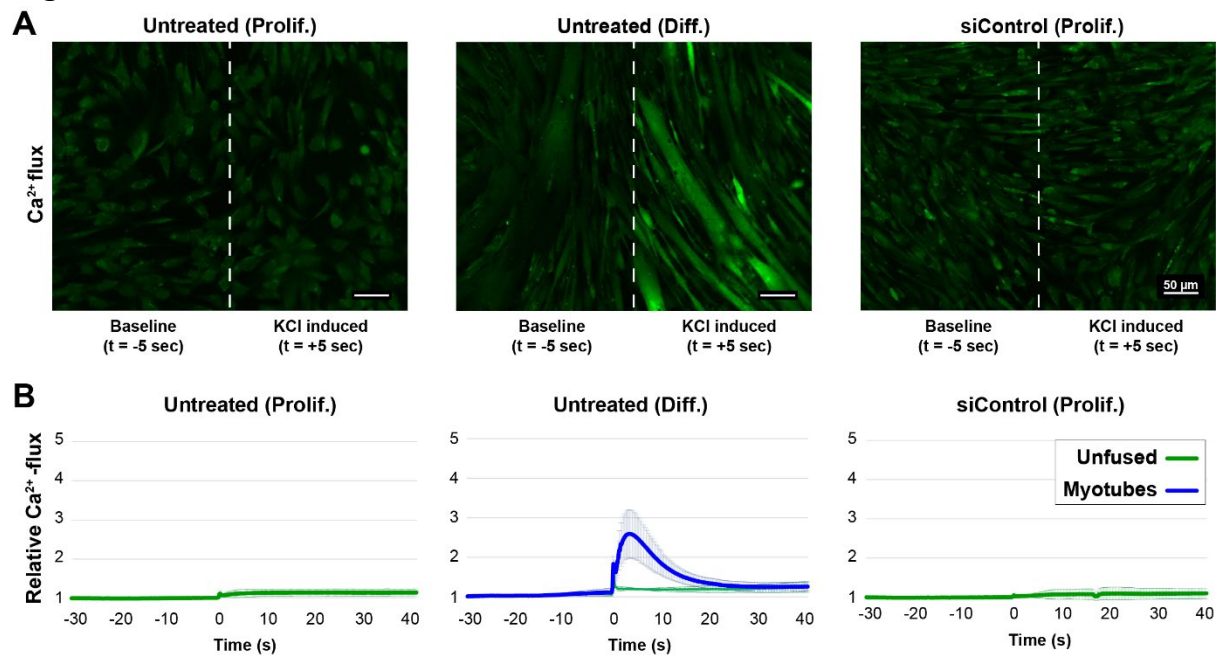 A
Untreated (Prolif.)
Untreated (Diff.)
siControl (Prolif.)
Ca²⁺ flux
50 µm
Baseline
(t = -5 sec)
KCl induced
(t = +5 sec)
Baseline
(t = -5 sec)
KCl induced
(t = +5 sec)
Baseline
(t = -5 sec)
KCl induced
(t = +5 sec)
B
Untreated (Prolif.)
Untreated (Diff.)
siControl (Prolif.)
Relative Ca²⁺ -flux
5
4
3
2
1
-30 -20 -10 0 10 20 30 40
Time (s)
5
4
3
2
1
-30 -20 -10 0 10 20 30 40
Time (s)
5
4
3
2
1
-30 -20 -10 0 10 20 30 40
Time (s)
Unfused
Myotubes